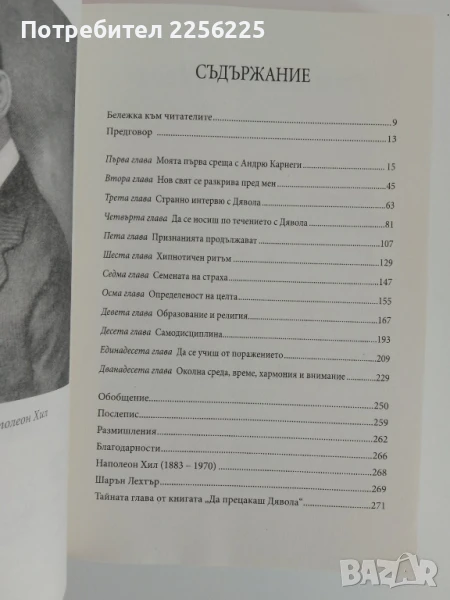 Потребител 2256225
СЪДЪРЖАНИЕ
Бележка към читателите 9
Предговор 13
Първа глава Моята първа среща с Андрю Карнеги 15
Втора глава Нов свят се разкрива пред мен 45
Трета глава Странно интервю с Дявола 63
Четвърта глава Да се носиш по течението с Дявола 81
Пета глава Признанията продължават 107
Шеста глава Хипнотичен ритъм 129
Седма глава Семената на страха 147
Осма глава Определеност на целта 155
Девета глава Образование и религия 167
Десета глава Самодисциплина 193
Единадесета глава Да се учиш от поражението 209
Дванадесета глава Околна среда, време, хармония и внимание 229
Обобщение 250
Послепис 259
Размишления 262
Благодарности 266
Наполеон Хил (1883 – 1970) 268
Шарън Лехтър 269
Тайната глава от книгата „Да прецакаш Дявола“ 271
полеон Хил
BAZAR